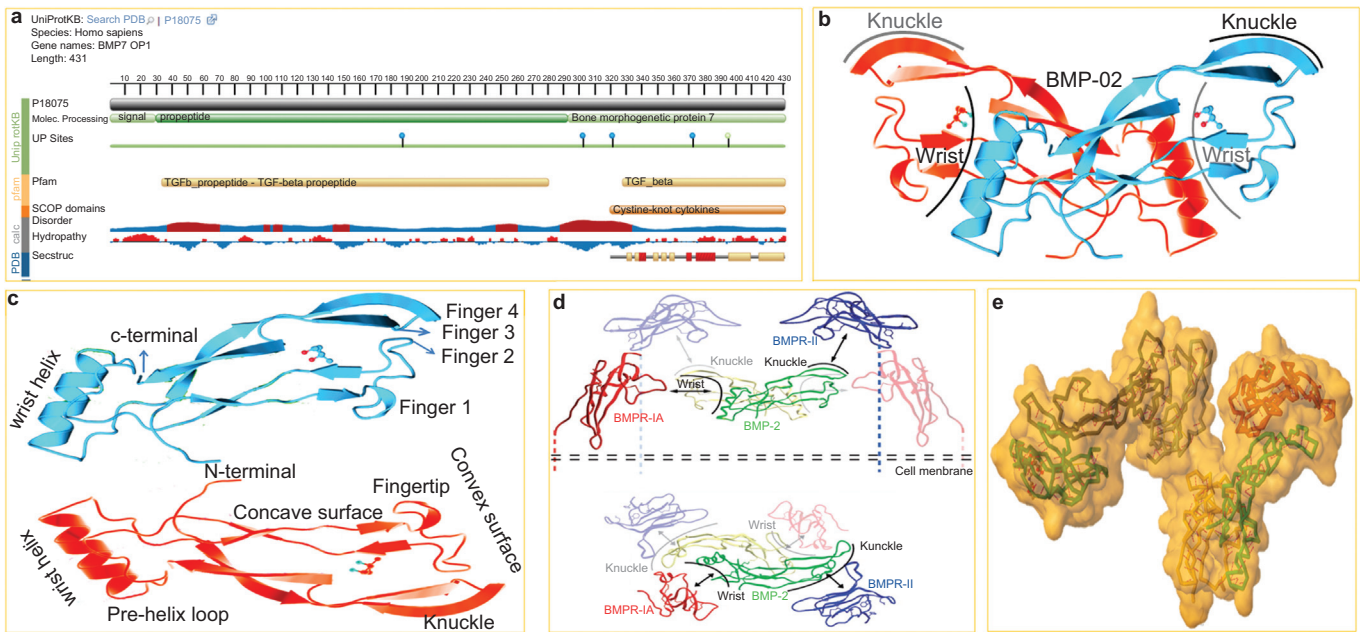 a
UniProtKB: Search PDB | P18075
Species: Homo sapiens
Gene names: BMP7 OP1
Length: 431
10 20 30 40 50 60 70 80 90 100 110 120 130 140 150 160 170 180 190 200 210 220 230 240 250 260 270 280 290 300 310 320 330 340 350 360 370 380 390 400 410 420 430
Unip rotKB
P18075
Molec. Processing signal propeptide Bone morphogenetic protein 7
UP Sites
pfam
Pfam TGFb_propeptide - TGF-beta propeptide TGF_beta
SCOP domains Cystine-knot cytokines
calc
Disorder
Hydropathy
PDB
Secstruc
b
Knuckle
Knuckle
BMP-02
Wrist
Wrist
c
c-terminal
Finger 4
Finger 3
Finger 2
Finger 1
wrist helix
N-terminal
Concave surface
Fingertip
Convex surface
wrist helix
Pre-helix loop
Knuckle
d
BMPR-II
Knuckle
Knuckle
Wrist
BMPR-IA
BMP-2
Cell membrane
Wrist
Kunckle
Knuckle
BMPR-II
BMPR-IA
Wrist
BMP-2
e